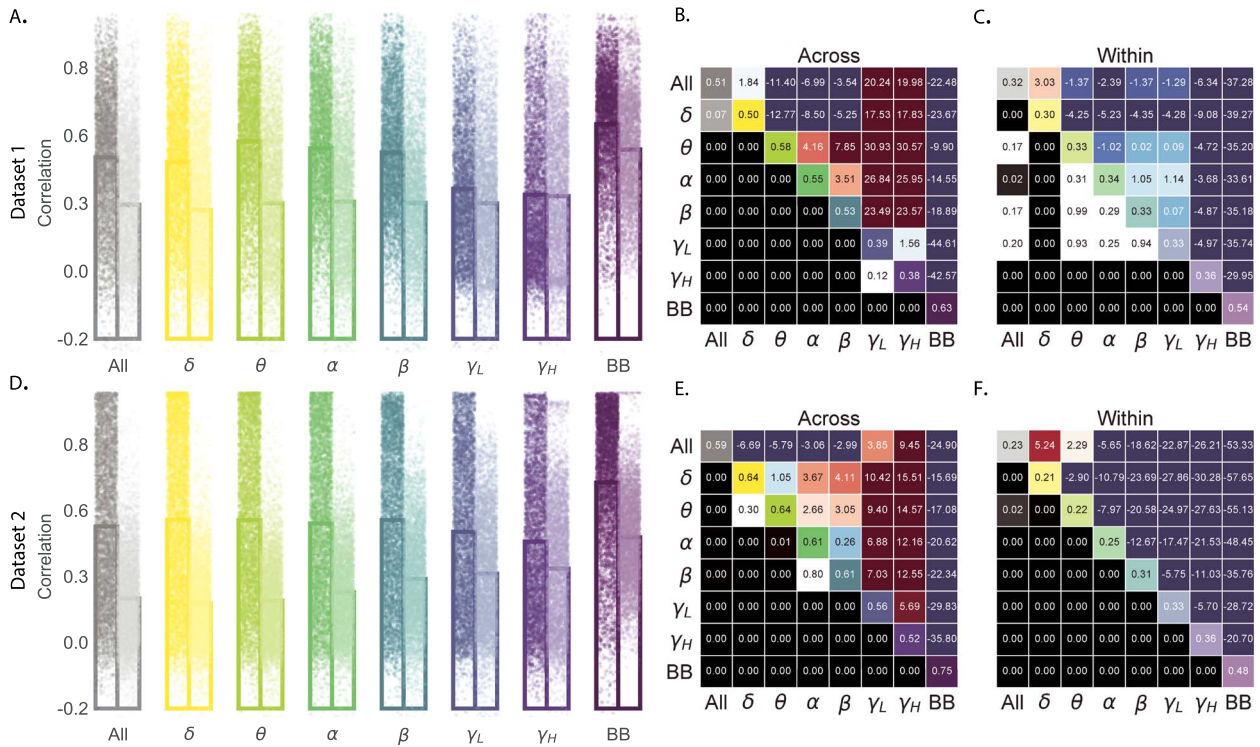 A.
Dataset 1
Correlation
0.8
0.6
0.3
0.0
-0.2
All δ θ α β γL γH BB
B.
Across
All 0.51 1.84 -11.40 -6.99 -3.54 20.24 19.98 -22.48
δ 0.07 0.50 -12.77 -8.50 -5.25 17.53 17.83 -23.67
θ 0.00 0.00 0.58 4.16 7.85 30.93 30.57 -9.90
α 0.00 0.00 0.00 0.55 3.51 26.84 25.95 -14.55
β 0.00 0.00 0.00 0.00 0.53 23.49 23.57 -18.89
γL 0.00 0.00 0.00 0.00 0.00 0.39 1.56 -44.61
γH 0.00 0.00 0.00 0.00 0.00 0.12 0.38 -42.57
BB 0.00 0.00 0.00 0.00 0.00 0.00 0.00 0.63
All δ θ α β γL γH BB
C.
Within
0.32 3.03 -1.37 -2.39 -1.37 -1.29 -6.34 -37.28
0.00 0.30 -4.25 -5.23 -4.35 -4.28 -9.08 -39.27
0.17 0.00 0.33 -1.02 0.02 0.09 -4.72 -35.20
0.02 0.00 0.31 0.34 1.05 1.14 -3.68 -33.61
0.17 0.00 0.99 0.29 0.33 0.07 -4.87 -35.18
0.20 0.00 0.93 0.25 0.94 0.33 -4.97 -35.74
0.00 0.00 0.00 0.00 0.00 0.00 0.36 -29.95
0.00 0.00 0.00 0.00 0.00 0.00 0.00 0.54
All δ θ α β γL γH BB
D.
Dataset 2
Correlation
0.8
0.6
0.3
0.0
-0.2
All δ θ α β γL γH BB
E.
Across
All 0.59 -6.69 -5.79 -3.06 -2.99 3.85 9.45 -24.90
δ 0.00 0.64 1.05 3.67 4.11 10.42 15.51 -15.69
θ 0.00 0.30 0.64 2.66 3.05 9.40 14.57 -17.08
α 0.00 0.00 0.01 0.61 0.26 6.88 12.16 -20.62
β 0.00 0.00 0.00 0.80 0.61 7.03 12.55 -22.34
γL 0.00 0.00 0.00 0.00 0.00 0.56 5.69 -29.83
γH 0.00 0.00 0.00 0.00 0.00 0.00 0.52 -35.80
BB 0.00 0.00 0.00 0.00 0.00 0.00 0.00 0.75
All δ θ α β γL γH BB
F.
Within
0.23 5.24 2.29 -5.65 -18.62 -22.87 -26.21 -53.33
0.00 0.21 -2.90 -10.79 -23.69 -27.86 -30.28 -57.65
0.02 0.00 0.22 -7.97 -20.58 -24.97 -27.63 -55.13
0.00 0.00 0.00 0.25 -12.67 -17.47 -21.53 -48.45
0.00 0.00 0.00 0.00 0.31 -5.75 -11.03 -35.76
0.00 0.00 0.00 0.00 0.00 0.33 -5.70 -28.72
0.00 0.00 0.00 0.00 0.00 0.00 0.36 -20.70
0.00 0.00 0.00 0.00 0.00 0.00 0.00 0.48
All δ θ α β γL γH BB